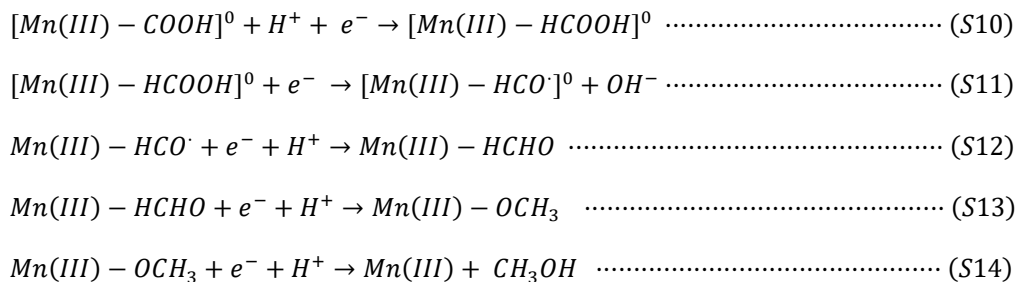 [Mn(III) − COOH]⁰ + H⁺ + e⁻ → [Mn(III) − HCOOH]⁰ ⋯⋯⋯⋯⋯⋯⋯⋯⋯⋯⋯⋯⋯ (S10)
[Mn(III) − HCOOH]⁰ + e⁻ → [Mn(III) − HCO˙]⁰ + OH⁻ ⋯⋯⋯⋯⋯⋯⋯⋯⋯⋯⋯⋯⋯ (S11)
Mn(III) − HCO˙ + e⁻ + H⁺ → Mn(III) − HCHO ⋯⋯⋯⋯⋯⋯⋯⋯⋯⋯⋯⋯⋯⋯⋯⋯⋯ (S12)
Mn(III) − HCHO + e⁻ + H⁺ → Mn(III) − OCH₃ ⋯⋯⋯⋯⋯⋯⋯⋯⋯⋯⋯⋯⋯⋯⋯⋯ (S13)
Mn(III) − OCH₃ + e⁻ + H⁺ → Mn(III) + CH₃OH ⋯⋯⋯⋯⋯⋯⋯⋯⋯⋯⋯⋯⋯⋯⋯⋯ (S14)